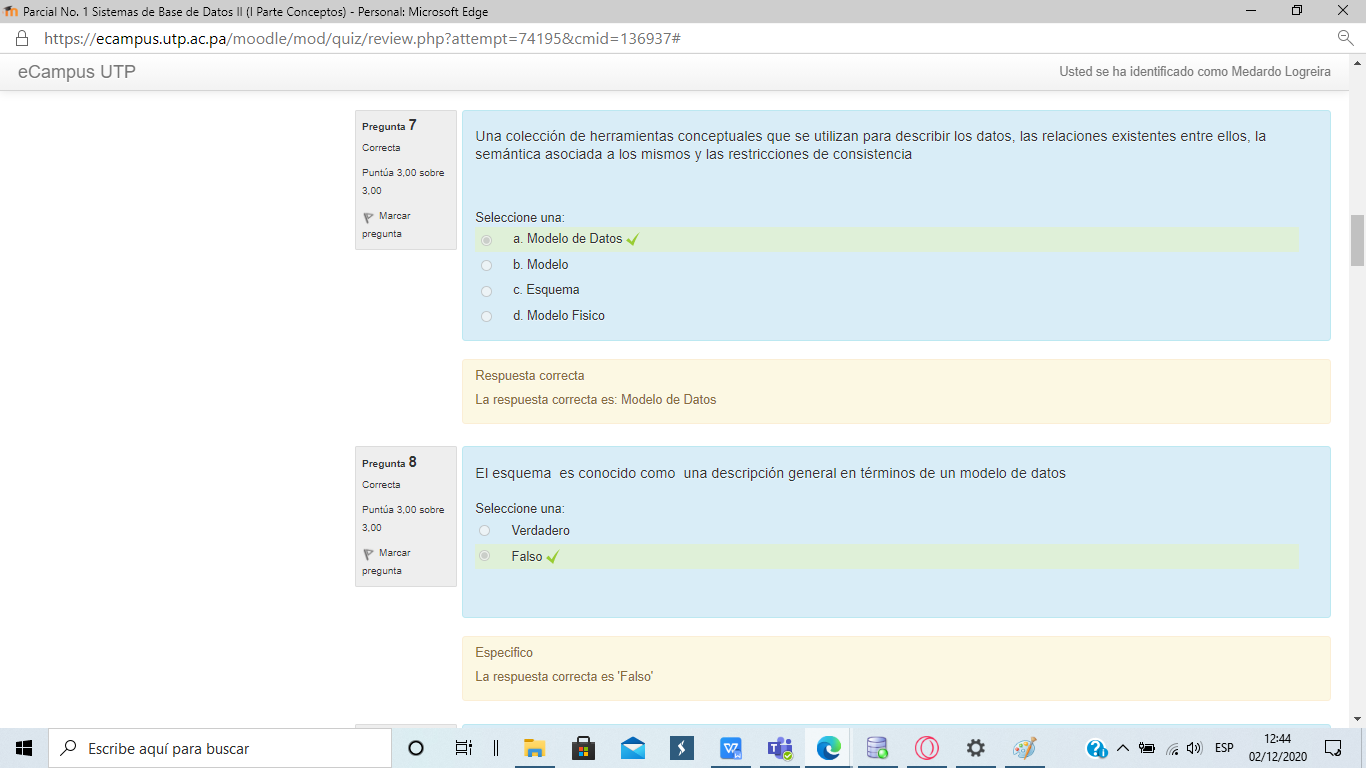 Parcial No. 1 Sistemas de Base de Datos II (I Parte Conceptos) - Personal: Microsoft Edge
https://ecampus.utp.ac.pa/moodle/mod/quiz/review.php?attempt=74195&cmid=136937#
eCampus UTP
Usted se ha identificado como Medardo Logreira
Pregunta 7
Correcta
Puntúa 3,00 sobre
3,00
Marcar
pregunta
Una colección de herramientas conceptuales que se utilizan para describir los datos, las relaciones existentes entre ellos, la
semántica asociada a los mismos y las restricciones de consistencia
Seleccione una:
a. Modelo de Datos
b. Modelo
c. Esquema
d. Modelo Fisico
Respuesta correcta
La respuesta correcta es: Modelo de Datos
Pregunta 8
Correcta
Puntúa 3,00 sobre
3,00
Marcar
pregunta
El esquema  es conocido como  una descripción general en términos de un modelo de datos
Seleccione una:
Verdadero
Falso
Especifico
La respuesta correcta es 'Falso'
Escribe aquí para buscar
ESP
12:44
02/12/2020